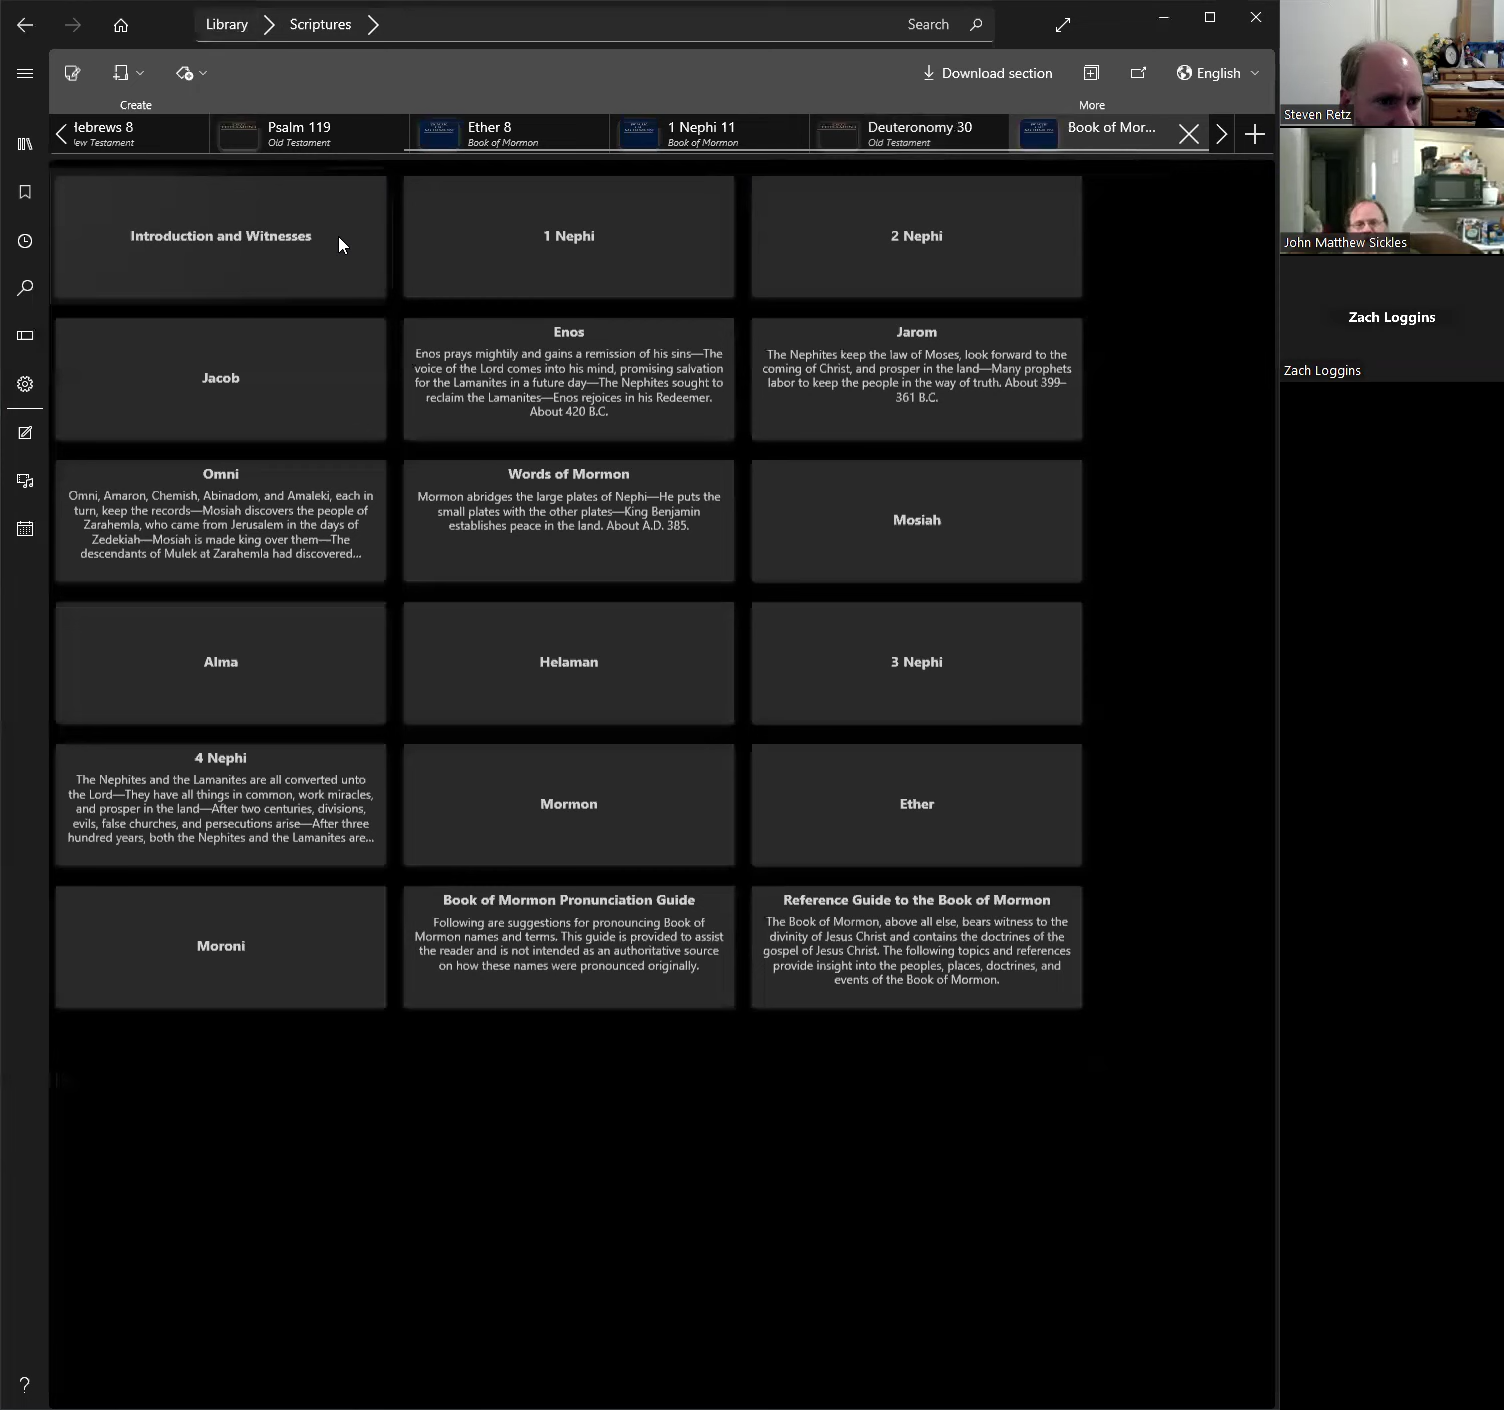 Library
Scriptures
Search
Create
Download section
English
More
Hebrews 8
New Testament
Psalm 119
Old Testament
Ether 8
Book of Mormon
1 Nephi 11
Book of Mormon
Deuteronomy 30
Old Testament
Book of Mor...
Introduction and Witnesses
1 Nephi
2 Nephi
Jacob
Enos
Enos prays mightily and gains a remission of his sins—The
voice of the Lord comes into his mind, promising salvation
for the Lamanites in a future day—The Nephites sought to
reclaim the Lamanites—Enos rejoices in his Redeemer.
About 420 B.C.
Jarom
The Nephites keep the law of Moses, look forward to the
coming of Christ, and prosper in the land—Many prophets
labor to keep the people in the way of truth. About 399–
361 B.C.
Omni
Omni, Amaron, Chemish, Abinadom, and Amaleki, each in
turn, keep the records—Mosiah discovers the people of
Zarahemla, who came from Jerusalem in the days of
Zedekiah—Mosiah is made king over them—The
descendants of Mulek at Zarahemla had discovered...
Words of Mormon
Mormon abridges the large plates of Nephi—He puts the
small plates with the other plates—King Benjamin
establishes peace in the land. About A.D. 385.
Mosiah
Alma
Helaman
3 Nephi
4 Nephi
The Nephites and the Lamanites are all converted unto
the Lord—They have all things in common, work miracles,
and prosper in the land—After two centuries, divisions,
evils, false churches, and persecutions arise—After three
hundred years, both the Nephites and the Lamanites are...
Mormon
Ether
Moroni
Book of Mormon Pronunciation Guide
Following are suggestions for pronouncing Book of
Mormon names and terms. This guide is provided to assist
the reader and is not intended as an authoritative source
on how these names were pronounced originally.
Reference Guide to the Book of Mormon
The Book of Mormon, above all else, bears witness to the
divinity of Jesus Christ and contains the doctrines of the
gospel of Jesus Christ. The following topics and references
provide insight into the peoples, places, doctrines, and
events of the Book of Mormon.
Steven Retz
John Matthew Sickles
Zach Loggins
Zach Loggins